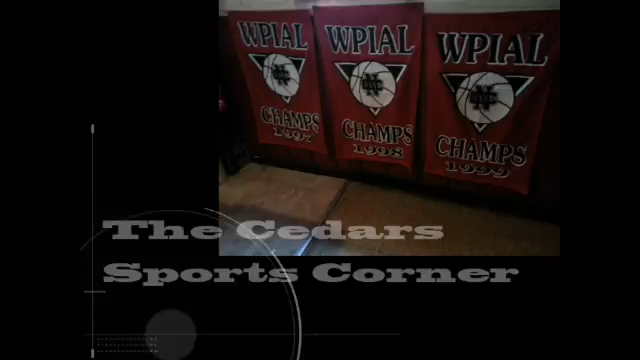 WPIAL
CHAMPS
1997
WPIAL
CHAMPS
1998
WPIAL
CHAMPS
1999
The Cedars
Sports Corner